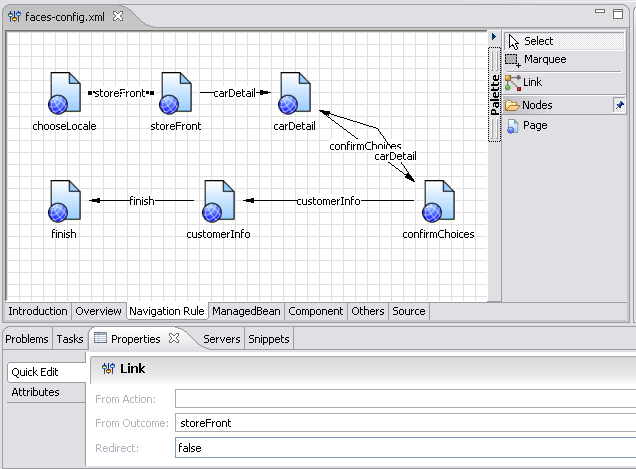 faces-config.xml
Select
Marquee
Link
Nodes
Page
Palette
storeFront
carDetail
chooseLocale
storeFront
carDetail
confirmChoices
carDetail
finish
customerInfo
finish
customerInfo
confirmChoices
Introduction Overview Navigation Rule ManagedBean Component Others Source
Problems Tasks Properties Servers Snippets
Quick Edit
Attributes
Link
From Action:
From Outcome: storeFront
Redirect: false